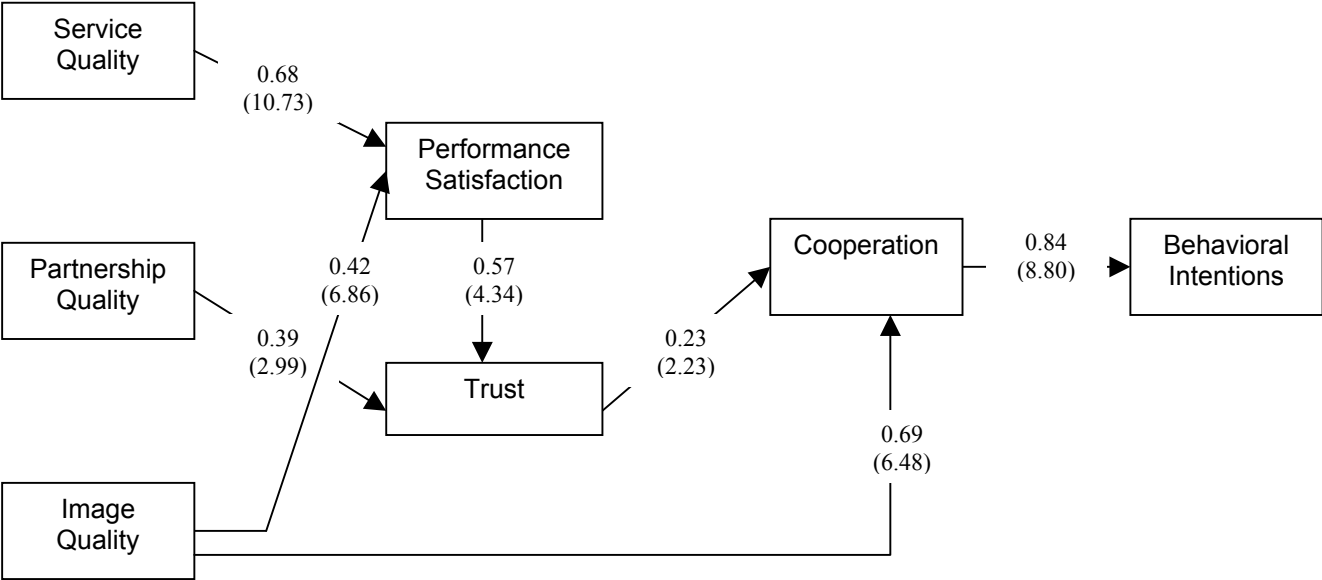 Service
Quality
0.68
(10.73)
Performance
Satisfaction
Partnership
Quality
0.42
(6.86)
0.57
(4.34)
Cooperation
0.84
(8.80)
Behavioral
Intentions
0.39
(2.99)
Trust
0.23
(2.23)
0.69
(6.48)
Image
Quality